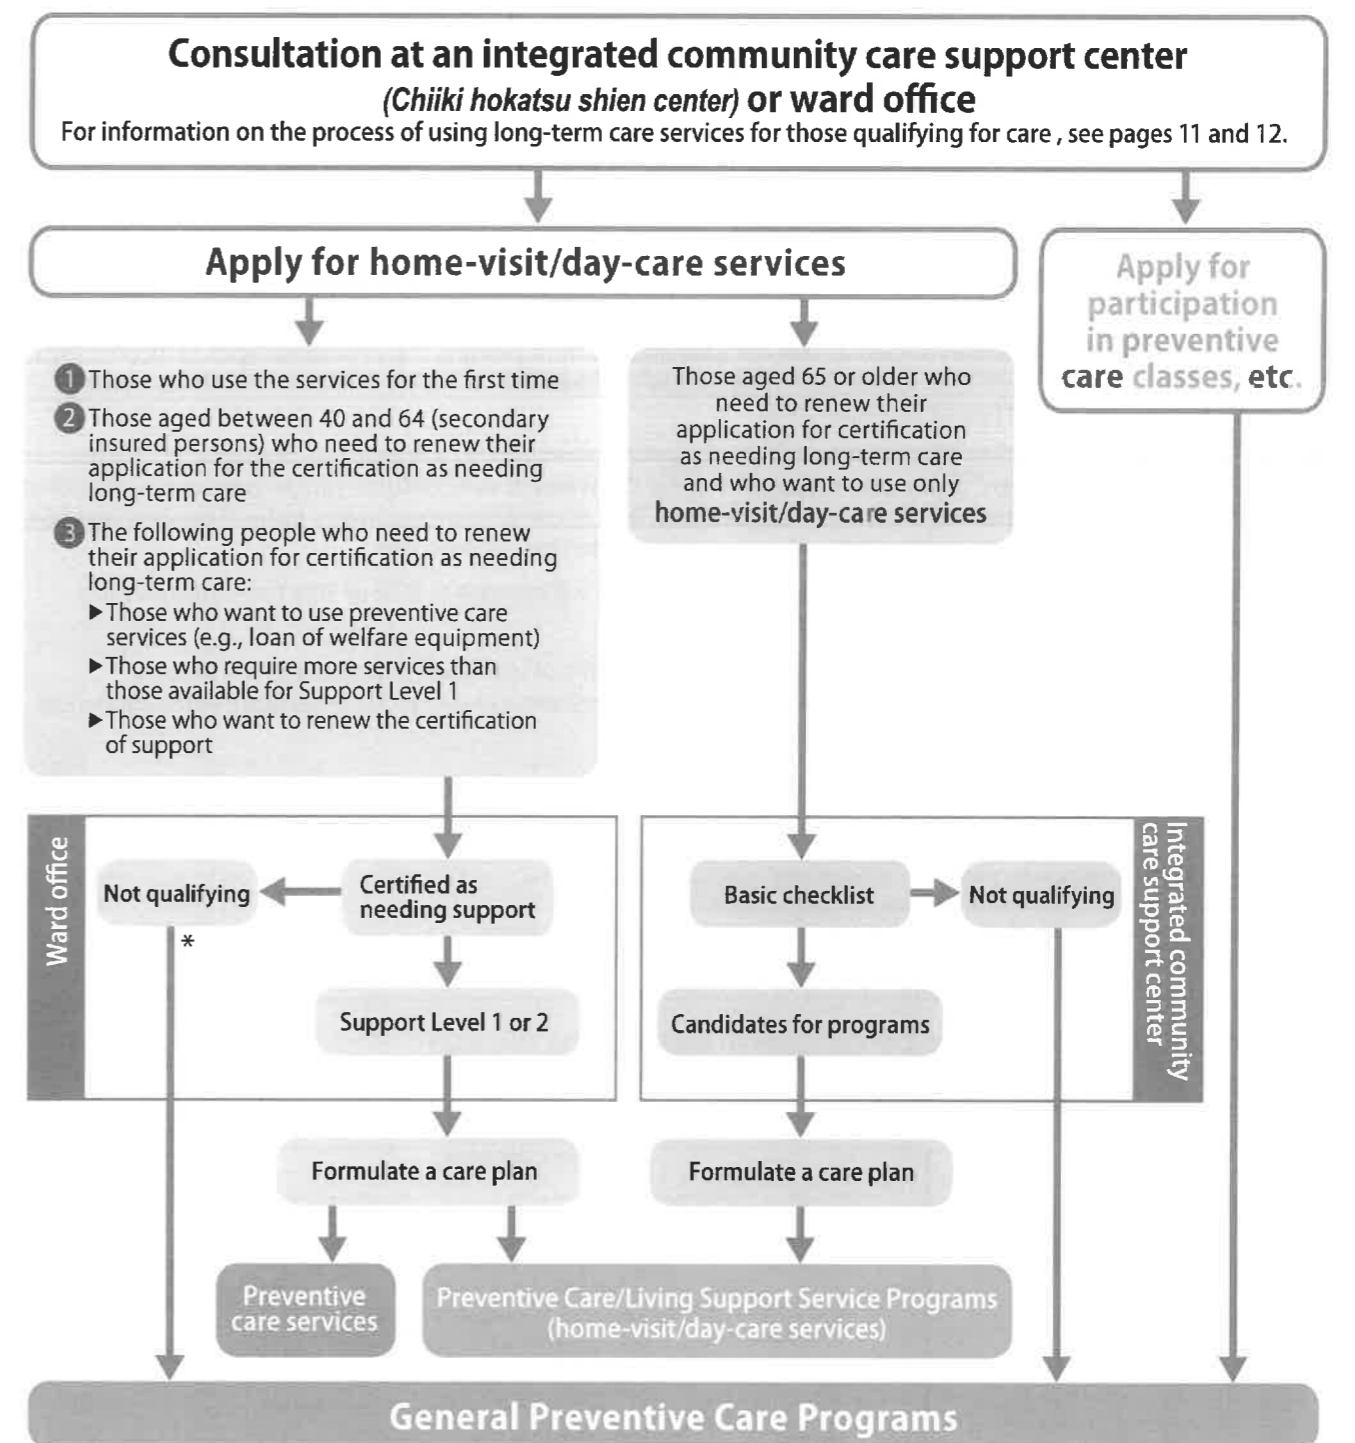 Consultation at an integrated community care support center
(Chiiki hokatsu shien center) or ward office
For information on the process of using long-term care services for those qualifying for care , see pages 11 and 12.
Apply for home-visit/day-care services
Apply for
participation
in preventive
care classes, etc.
1 Those who use the services for the first time
2 Those aged between 40 and 64 (secondary
insured persons) who need to renew their
application for the certification as needing
long-term care
3 The following people who need to renew
their application for certification as needing
long-term care:
▶Those who want to use preventive care
services (e.g., loan of welfare equipment)
▶Those who require more services than
those available for Support Level 1
▶Those who want to renew the certification
of support
Those aged 65 or older who
need to renew their
application for certification
as needing long-term care
and who want to use only
home-visit/day-care services
Ward office
Not qualifying
*
Certified as
needing support
Support Level 1 or 2
Basic checklist
Not qualifying
Candidates for programs
Integrated community
care support center
Formulate a care plan
Formulate a care plan
Preventive
care services
Preventive Care/Living Support Service Programs
(home-visit/day-care services)
General Preventive Care Programs